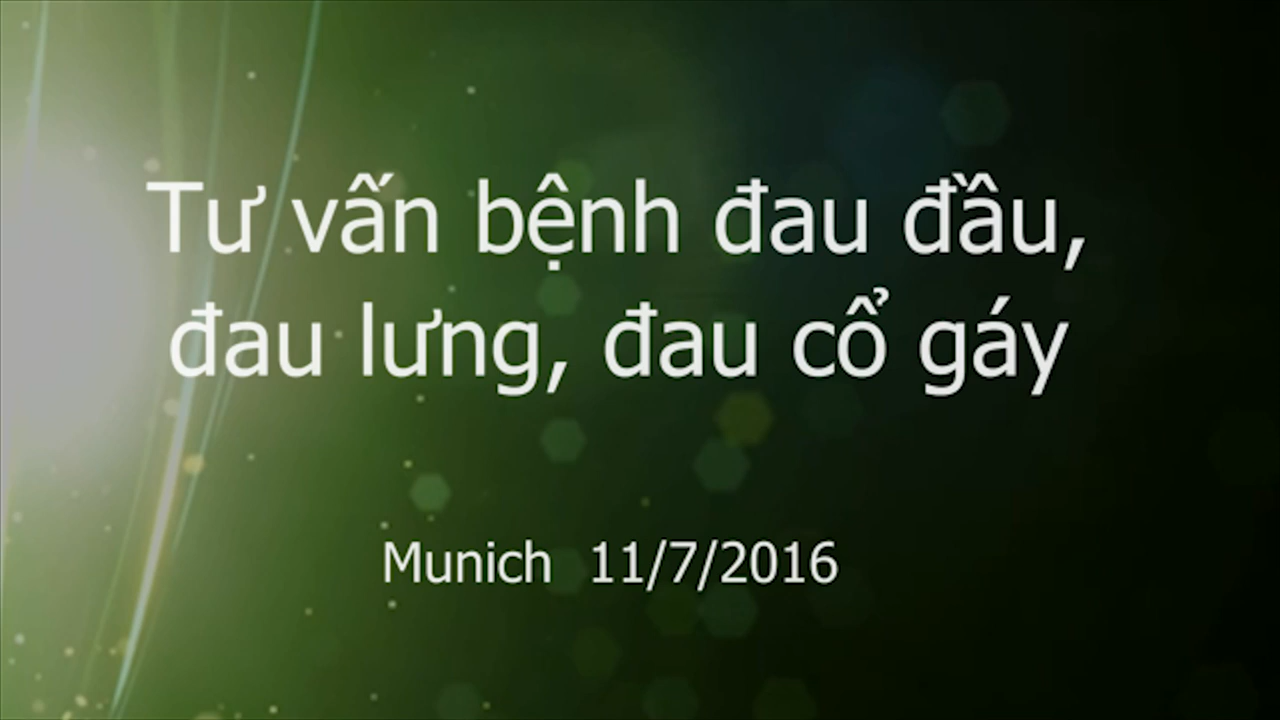 Tư vấn bệnh đau đầu,
đau lưng, đau cổ gáy
Munich 11/7/2016